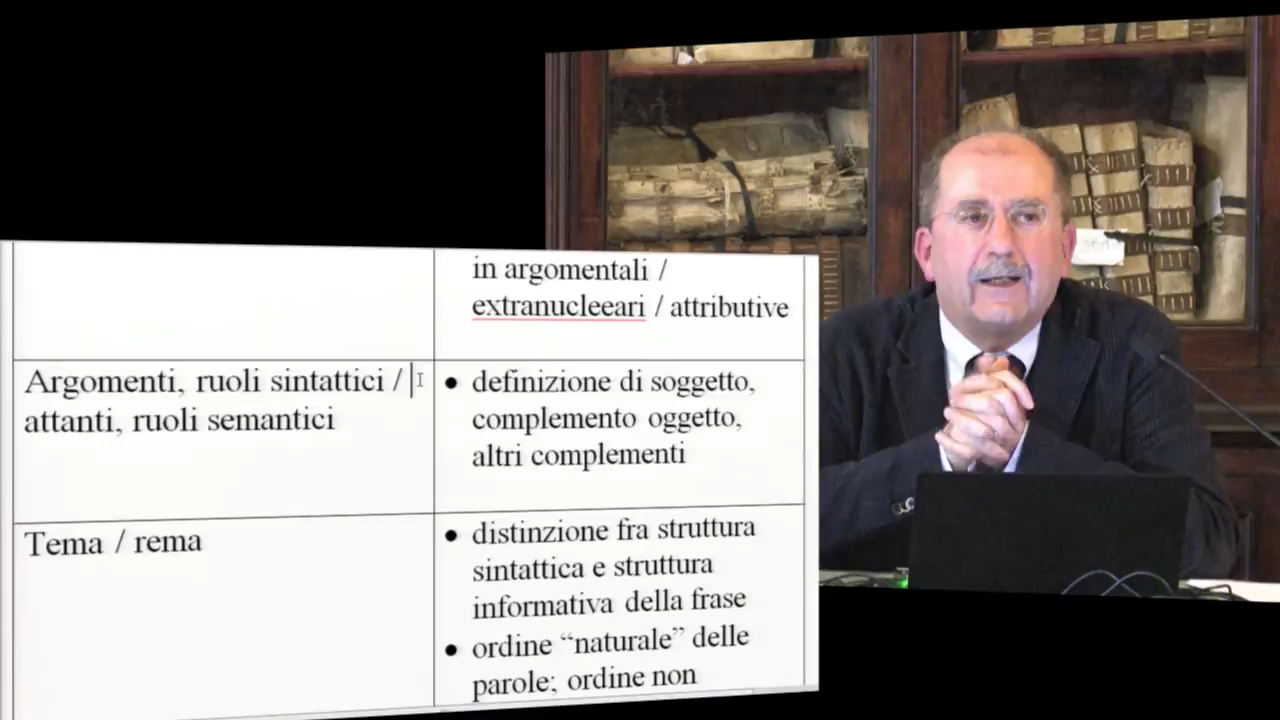 in argomentali /
extranucleeari / attributive
Argomenti, ruoli sintattici /
attanti, ruoli semantici
definizione di soggetto,
complemento oggetto,
altri complementi
Tema / rema
distinzione fra struttura
sintattica e struttura
informativa della frase
ordine “naturale” delle
parole; ordine non